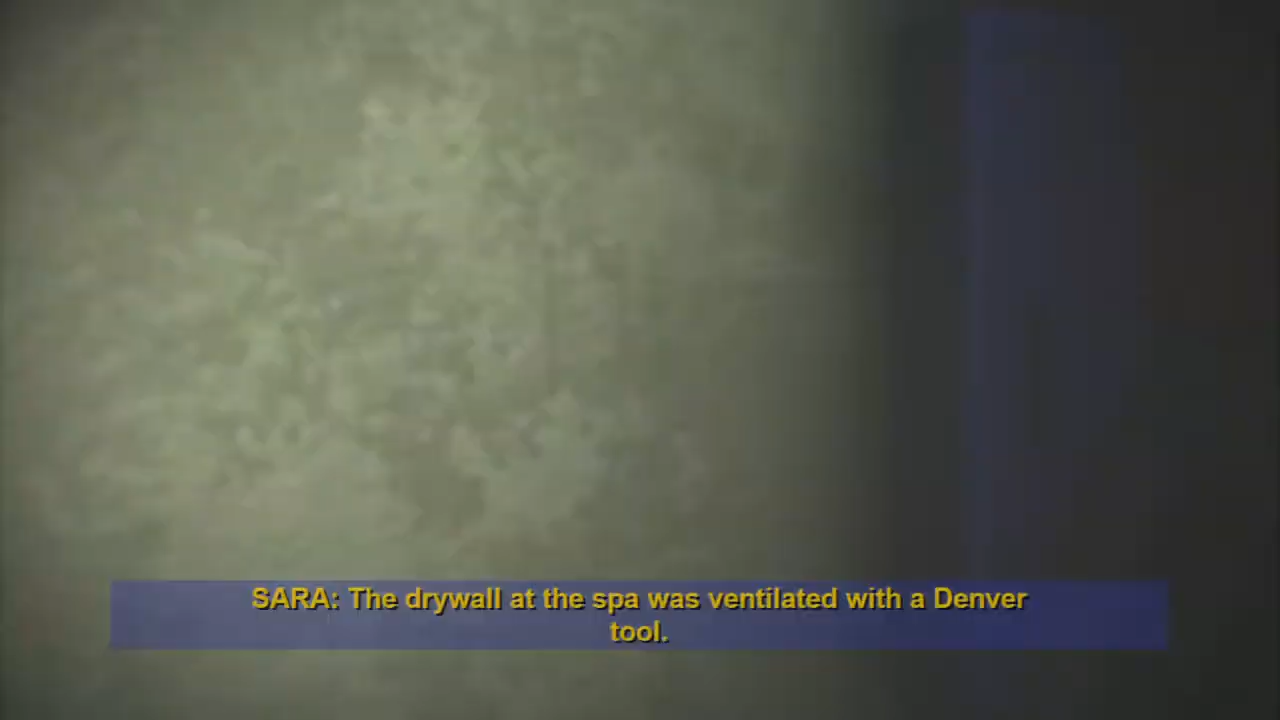 SARA: The drywall at the spa was ventilated with a Denver
tool.